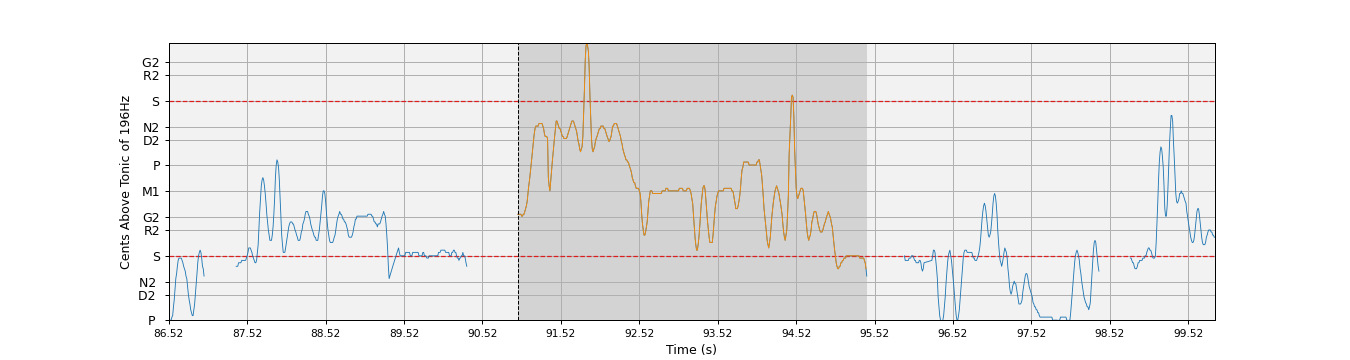 Cents Above Tonic of 196Hz
G2
R2
S
N2
D2
P
M1
G2
R2
S
N2
D2
P
86.52 87.52 88.52 89.52 90.52 91.52 92.52 93.52 94.52 95.52 96.52 97.52 98.52 99.52
Time (s)